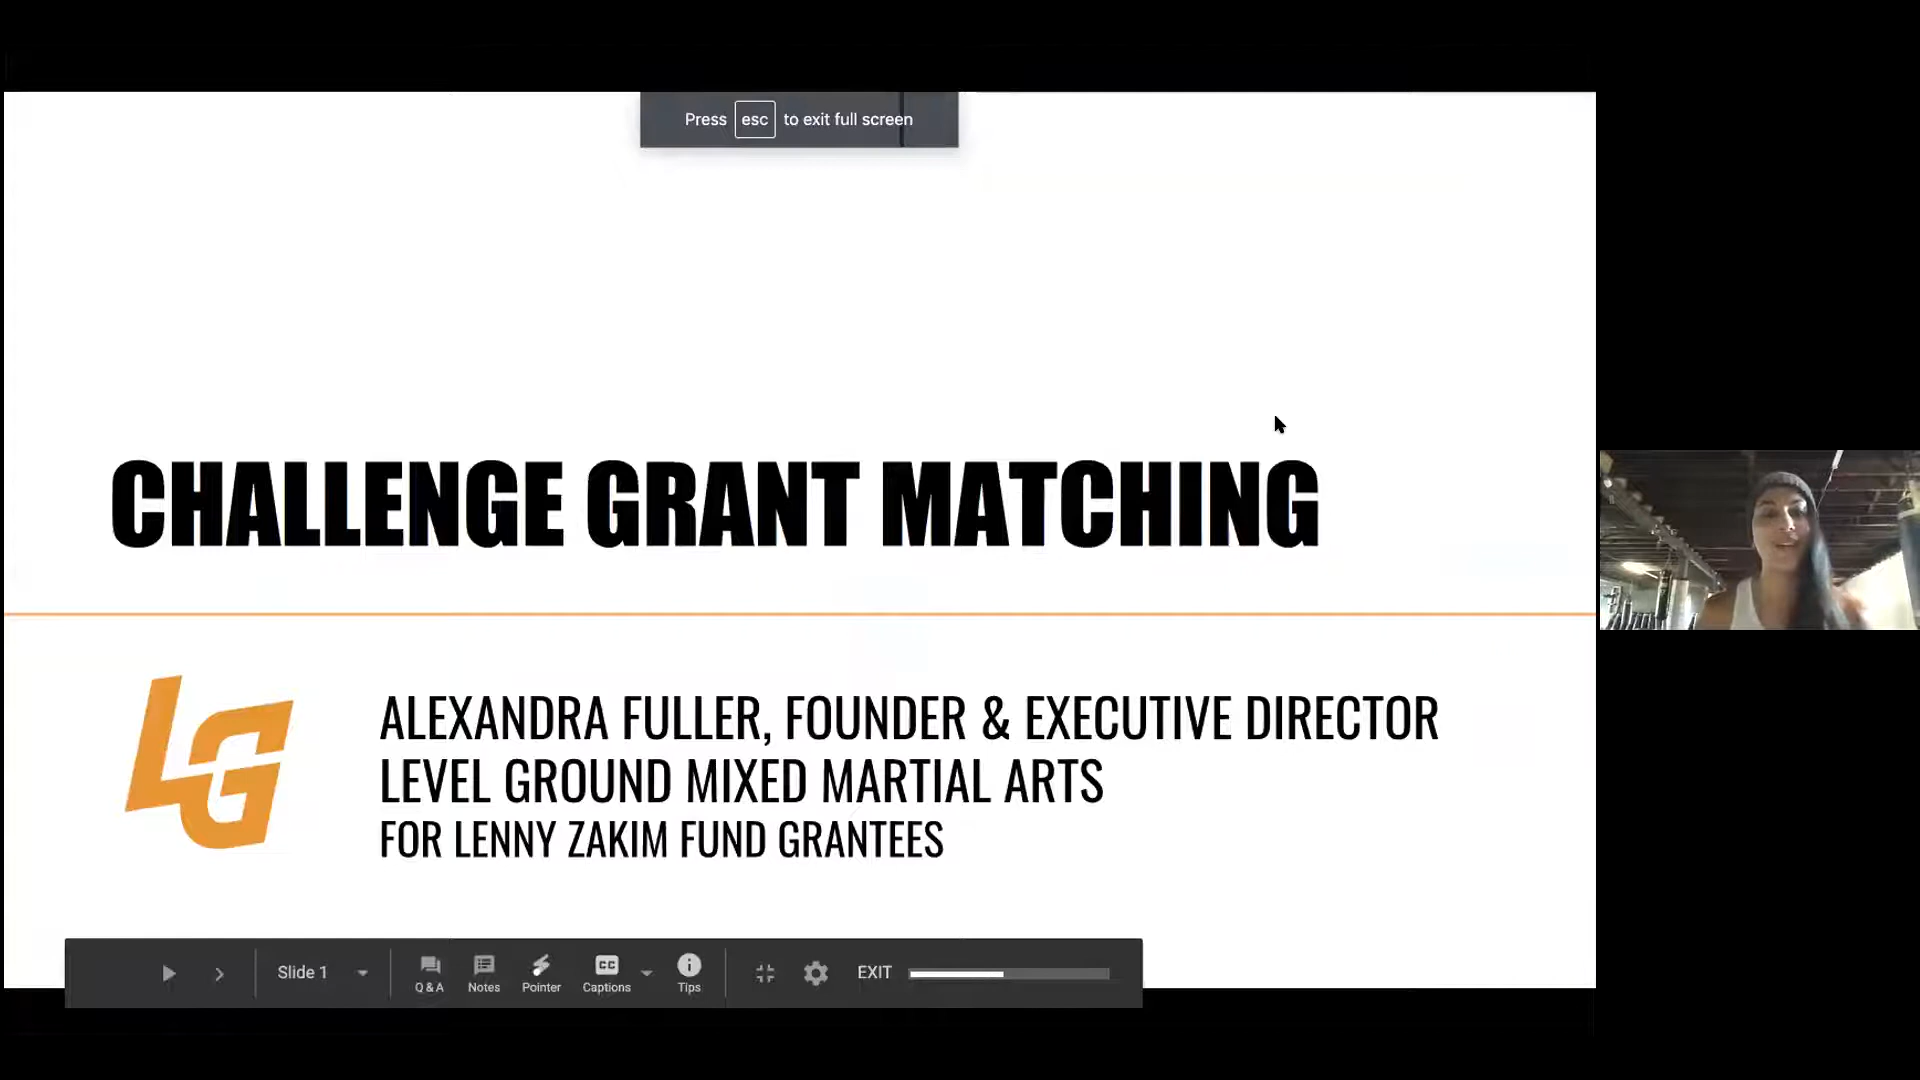 Press esc to exit full screen
CHALLENGE GRANT MATCHING
LG
ALEXANDRA FULLER, FOUNDER & EXECUTIVE DIRECTOR
LEVEL GROUND MIXED MARTIAL ARTS
FOR LENNY ZAKIM FUND GRANTEES
Slide 1
Q & A
Notes
Pointer
CC
Captions
Tips
EXIT